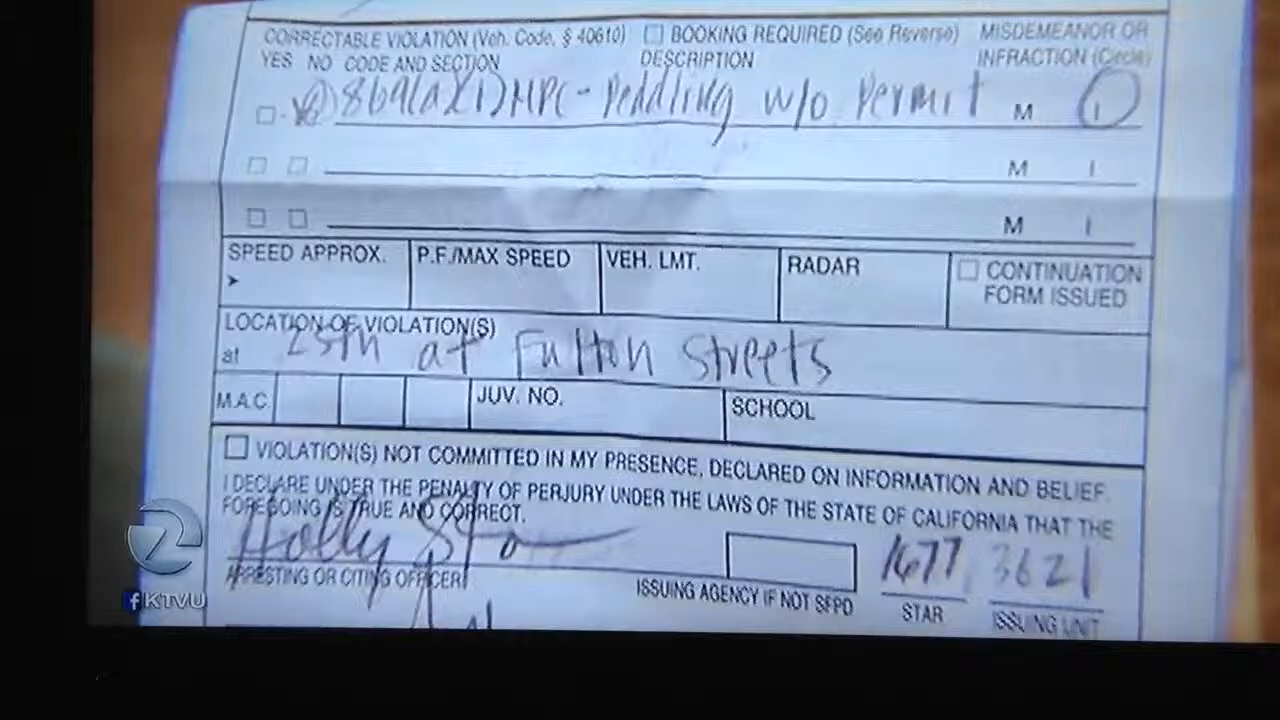 CORRECTABLE VIOLATION (Veh. Code, § 40610) BOOKING REQUIRED (See Reverse) MISDEMEANOR OR
YES NO CODE AND SECTION DESCRIPTION INFRACTION (Circle)
869(a)(1) MPC - Peddling w/o Permit M I
M I
M I
SPEED APPROX. P.F./MAX SPEED VEH. LMT. RADAR CONTINUATION
FORM ISSUED
LOCATION OF VIOLATION(S)
at 25th at Fulton Streets
M.A.C. JUV. NO. SCHOOL
VIOLATION(S) NOT COMMITTED IN MY PRESENCE, DECLARED ON INFORMATION AND BELIEF.
I DECLARE UNDER THE PENALTY OF PERJURY UNDER THE LAWS OF THE STATE OF CALIFORNIA THAT THE
FOREGOING IS TRUE AND CORRECT.
Holly 1677 3621
ARRESTING OR CITING OFFICER ISSUING AGENCY IF NOT SFPD STAR ISSUING UNIT
2
f KTVU